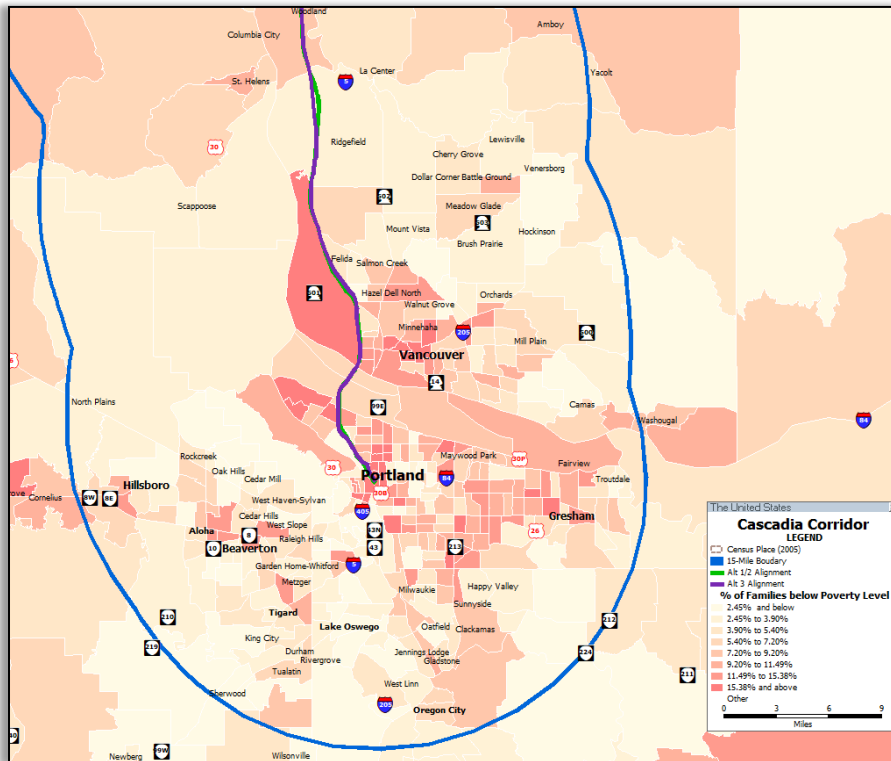 Woodland
Amboy
Columbia City
La Center
Yacolt
St. Helens
5
30
Ridgefield
Lewisville
Cherry Grove
Venersborg
Dollar Corner
Battle Ground
502
Scappoose
Meadow Glade
503
Mount Vista
Hockinson
Brush Prairie
Felida
Salmon Creek
501
Hazel Dell North
Orchards
Walnut Grove
Minnehaha
205
500
Mill Plain
Vancouver
6
14
North Plains
99E
Camas
Washougal
84
Rockcreek
Maywood Park
30P
Oak Hills
Cedar Mill
30
Portland
Fairview
Troutdale
84
Hillsboro
rove
Cornelius
8W
8E
West Haven-Sylvan
30B
405
Cedar Hills
Gresham
Aloha
West Slope
8
Raleigh Hills
43N
26
10
Beaverton
43
213
Garden Home-Whitford
5
Metzger
Milwaukie
Happy Valley
Sunnyside
210
Tigard
Lake Oswego
Oatfield
Clackamas
212
219
King City
Durham
Rivergrove
Jennings Lodge
Gladstone
224
Tualatin
West Linn
211
Sherwood
205
Oregon City
40
Newberg
99W
Wilsonville
The United States
Cascadia Corridor
LEGEND
Census Place (2005)
15-Mile Boudary
Alt 1/2 Alignment
Alt 3 Alignment
% of Families below Poverty Level
2.45% and below
2.45% to 3.90%
3.90% to 5.40%
5.40% to 7.20%
7.20% to 9.20%
9.20% to 11.49%
11.49% to 15.38%
15.38% and above
Other
0 3 6 9
Miles